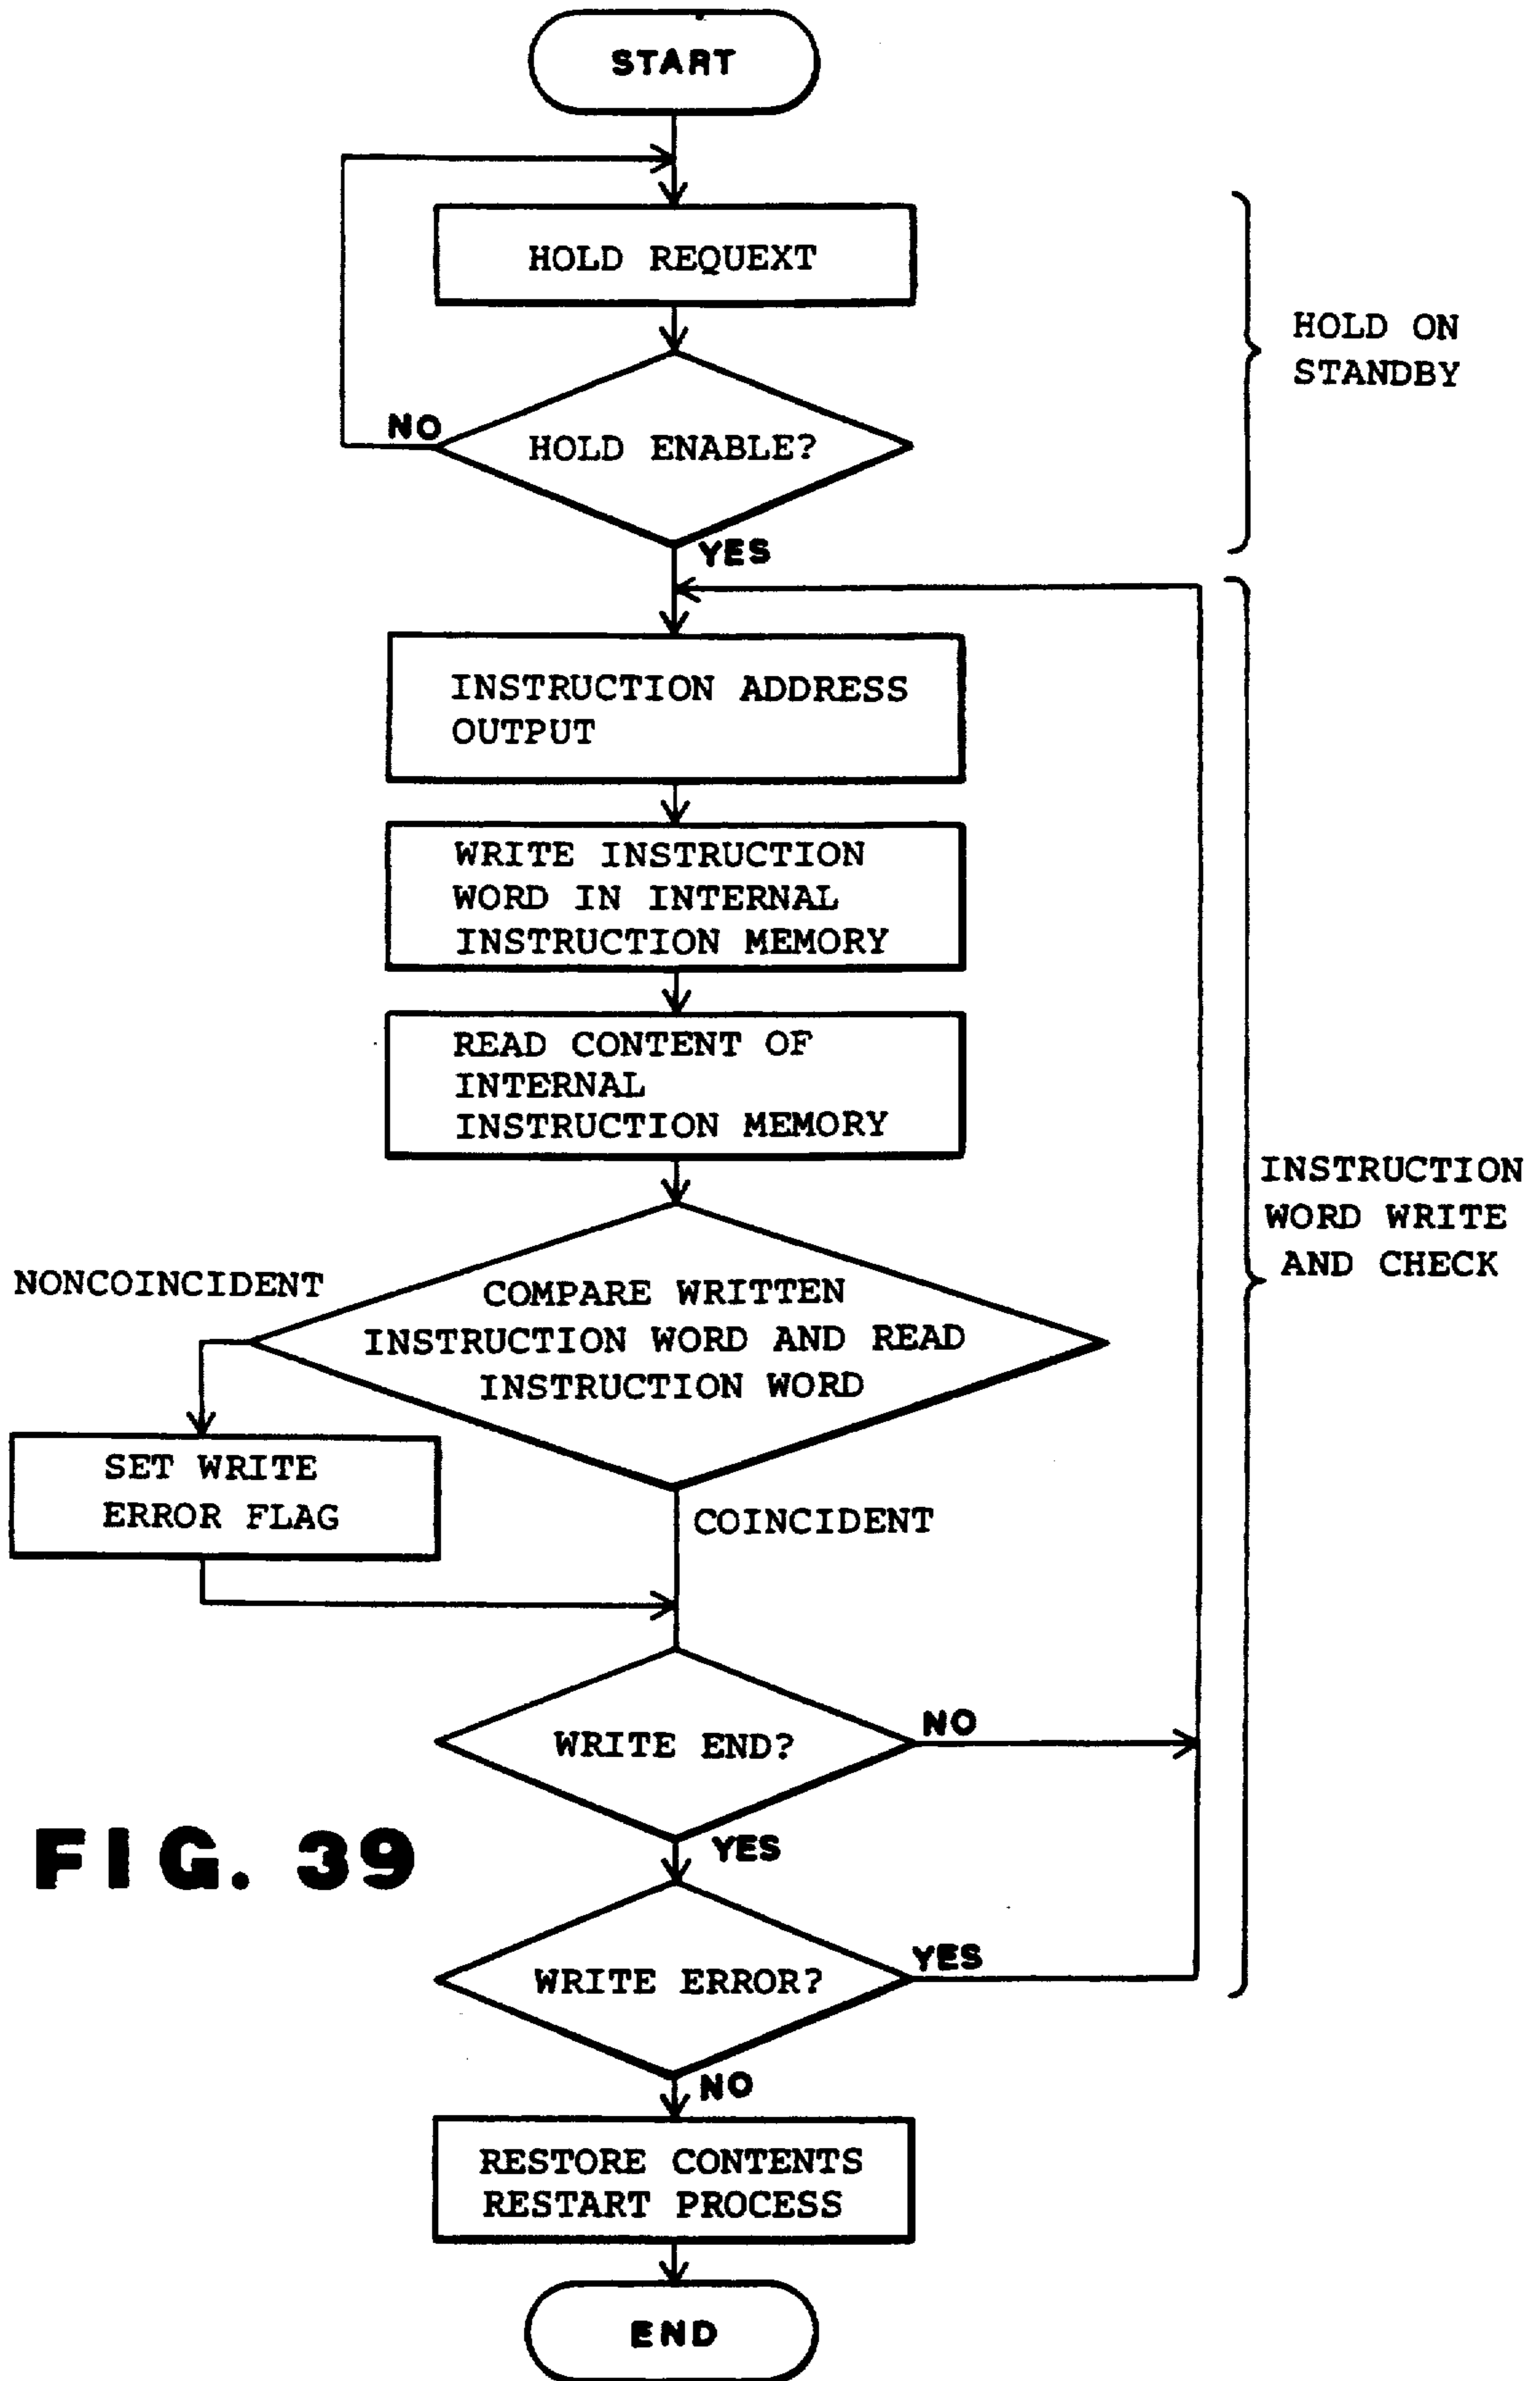 START
HOLD REQUEXT
HOLD ON
STANDBY
NO
HOLD ENABLE?
YES
INSTRUCTION ADDRESS
OUTPUT
WRITE INSTRUCTION
WORD IN INTERNAL
INSTRUCTION MEMORY
READ CONTENT OF
INTERNAL
INSTRUCTION MEMORY
INSTRUCTION
WORD WRITE
AND CHECK
NONCOINCIDENT
COMPARE WRITTEN
INSTRUCTION WORD AND READ
INSTRUCTION WORD
SET WRITE
ERROR FLAG
COINCIDENT
WRITE END?
NO
YES
FIG. 39
WRITE ERROR?
YES
NO
RESTORE CONTENTS
RESTART PROCESS
END